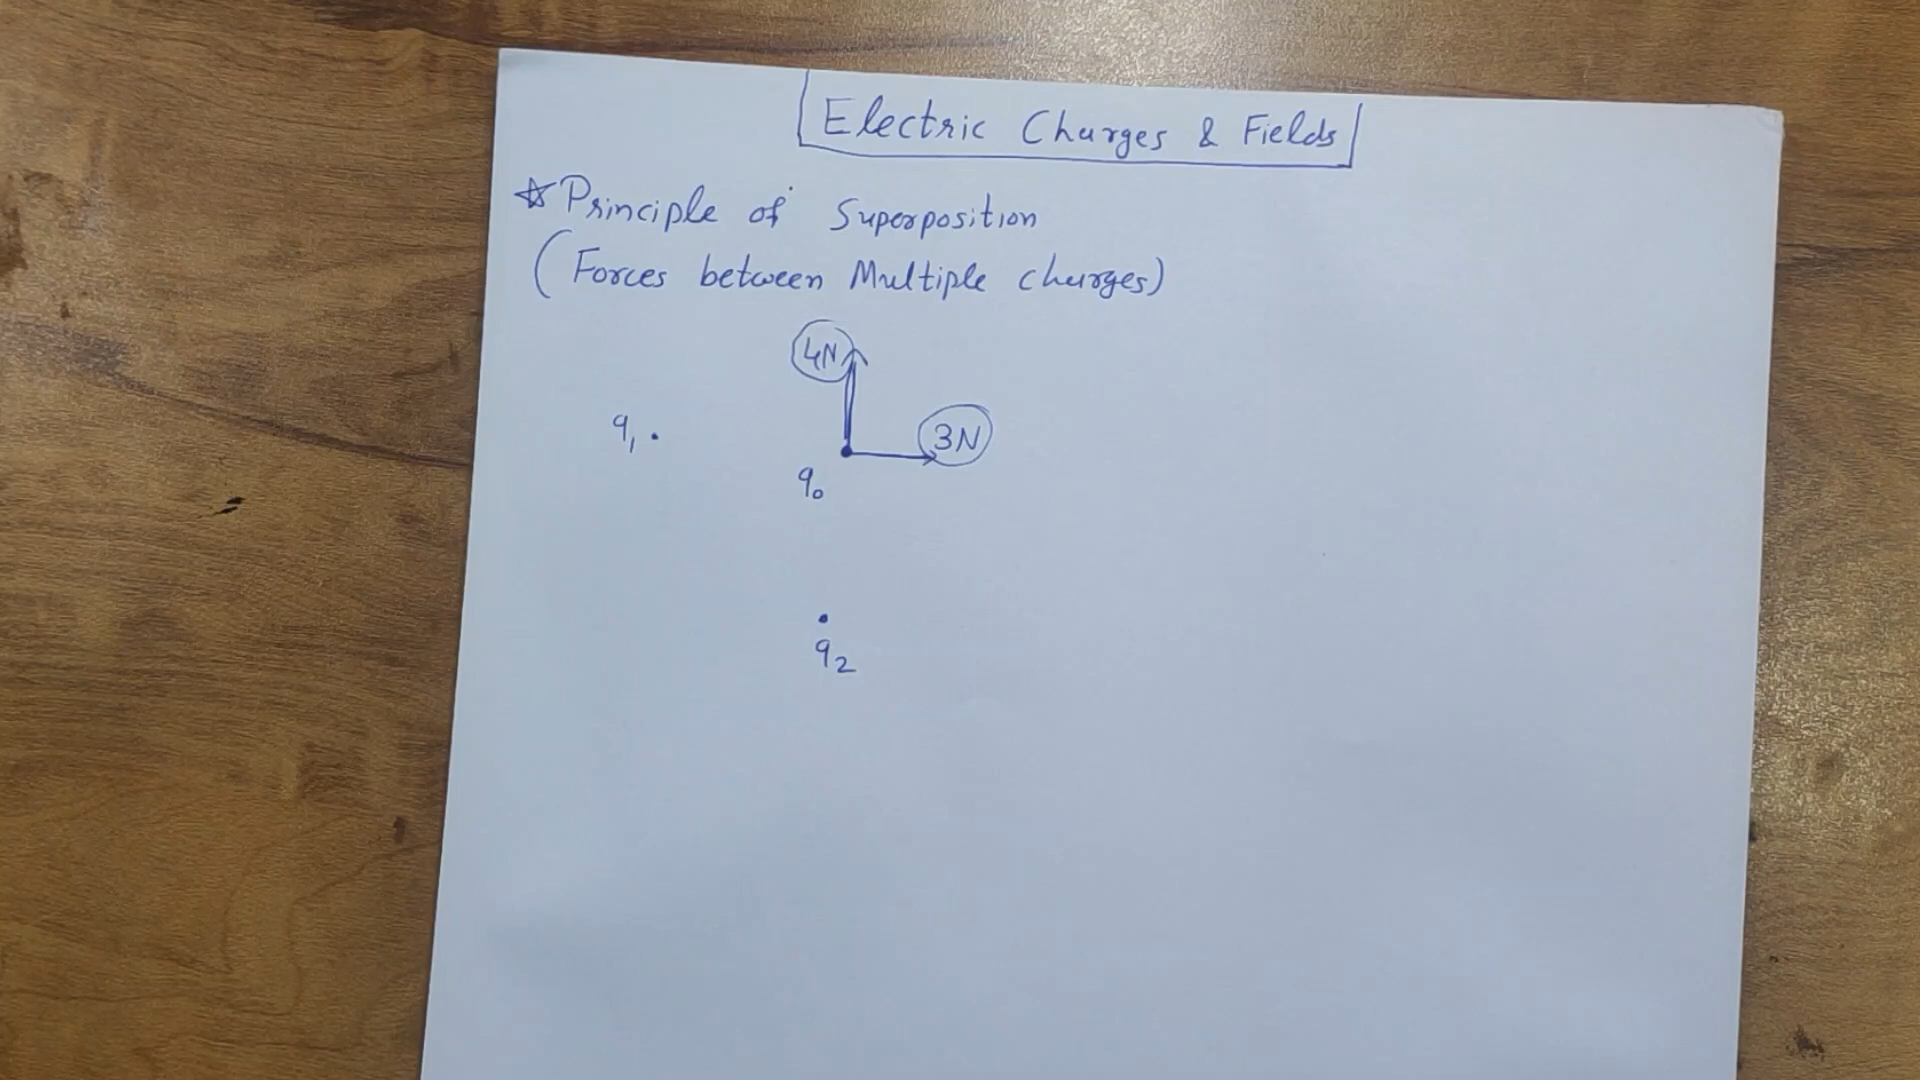 Electric Charges & Fields
☆ Principle of Superposition
(Forces between Multiple charges)
4N
q₁
3N
q₀
q₂